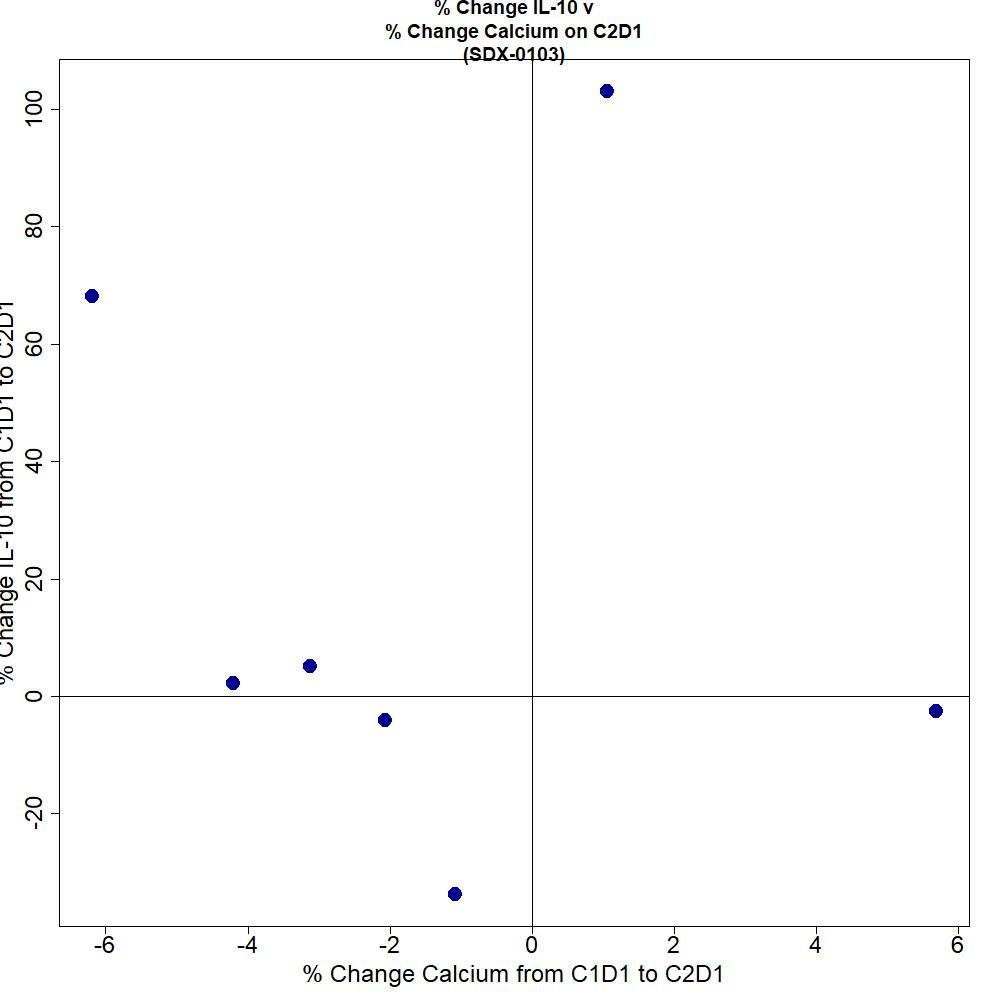 % Change IL-10 v
% Change Calcium on C2D1
(SDX-0103)
% Change IL-10 from C1D1 to C2D1
100
80
60
40
20
0
-20
-6
-4
-2
0
2
4
6
% Change Calcium from C1D1 to C2D1